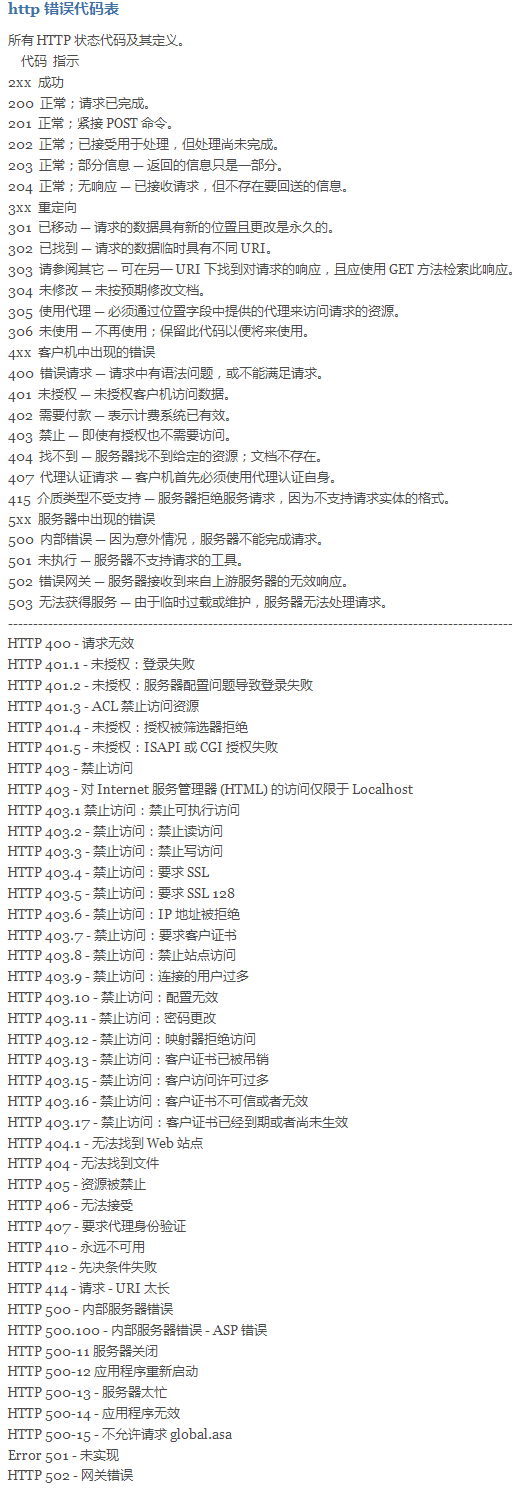 http 错误代码表
所有 HTTP 状态代码及其定义。
代码 指示
2xx 成功
200 正常；请求已完成。
201 正常；紧接 POST 命令。
202 正常；已接受用于处理，但处理尚未完成。
203 正常；部分信息 — 返回的信息只是一部分。
204 正常；无响应 — 已接收请求，但不存在要回送的信息。
3xx 重定向
301 已移动 — 请求的数据具有新的位置且更改是永久的。
302 已找到 — 请求的数据临时具有不同 URI。
303 请参阅其它 — 可在另一 URI 下找到对请求的响应，且应使用 GET 方法检索此响应。
304 未修改 — 未按预期修改文档。
305 使用代理 — 必须通过位置字段中提供的代理来访问请求的资源。
306 未使用 — 不再使用；保留此代码以便将来使用。
4xx 客户机中出现的错误
400 错误请求 — 请求中有语法问题，或不能满足请求。
401 未授权 — 未授权客户机访问数据。
402 需要付款 — 表示计费系统已有效。
403 禁止 — 即使有授权也不需要访问。
404 找不到 — 服务器找不到给定的资源；文档不存在。
407 代理认证请求 — 客户机首先必须使用代理认证自身。
415 介质类型不受支持 — 服务器拒绝服务请求，因为不支持请求实体的格式。
5xx 服务器中出现的错误
500 内部错误 — 因为意外情况，服务器不能完成请求。
501 未执行 — 服务器不支持请求的工具。
502 错误网关 — 服务器接收到来自上游服务器的无效响应。
503 无法获得服务 — 由于临时过载或维护，服务器无法处理请求。
-----------------------------------------------------------------------------------------------------
HTTP 400 - 请求无效
HTTP 401.1 - 未授权：登录失败
HTTP 401.2 - 未授权：服务器配置问题导致登录失败
HTTP 401.3 - ACL 禁止访问资源
HTTP 401.4 - 未授权：授权被筛选器拒绝
HTTP 401.5 - 未授权：ISAPI 或 CGI 授权失败
HTTP 403 - 禁止访问
HTTP 403 - 对 Internet 服务管理器 (HTML) 的访问仅限于 Localhost
HTTP 403.1 禁止访问：禁止可执行访问
HTTP 403.2 - 禁止访问：禁止读访问
HTTP 403.3 - 禁止访问：禁止写访问
HTTP 403.4 - 禁止访问：要求 SSL
HTTP 403.5 - 禁止访问：要求 SSL 128
HTTP 403.6 - 禁止访问：IP 地址被拒绝
HTTP 403.7 - 禁止访问：要求客户证书
HTTP 403.8 - 禁止访问：禁止站点访问
HTTP 403.9 - 禁止访问：连接的用户过多
HTTP 403.10 - 禁止访问：配置无效
HTTP 403.11 - 禁止访问：密码更改
HTTP 403.12 - 禁止访问：映射器拒绝访问
HTTP 403.13 - 禁止访问：客户证书已被吊销
HTTP 403.15 - 禁止访问：客户访问许可过多
HTTP 403.16 - 禁止访问：客户证书不可信或者无效
HTTP 403.17 - 禁止访问：客户证书已经到期或者尚未生效
HTTP 404.1 - 无法找到 Web 站点
HTTP 404 - 无法找到文件
HTTP 405 - 资源被禁止
HTTP 406 - 无法接受
HTTP 407 - 要求代理身份验证
HTTP 410 - 永远不可用
HTTP 412 - 先决条件失败
HTTP 414 - 请求 - URI 太长
HTTP 500 - 内部服务器错误
HTTP 500.100 - 内部服务器错误 - ASP 错误
HTTP 500-11 服务器关闭
HTTP 500-12 应用程序重新启动
HTTP 500-13 - 服务器太忙
HTTP 500-14 - 应用程序无效
HTTP 500-15 - 不允许请求 global.asa
Error 501 - 未实现
HTTP 502 - 网关错误